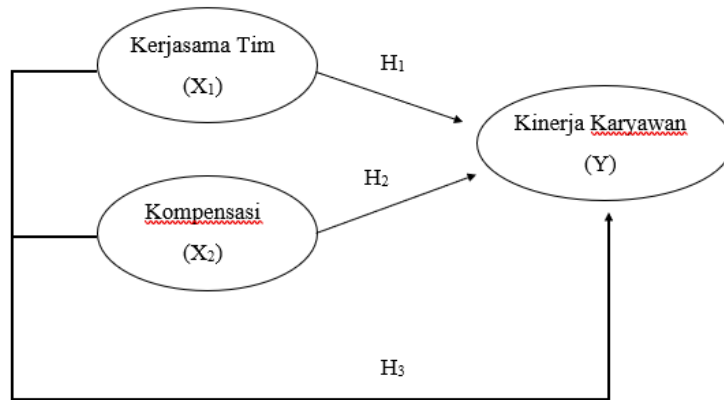 Kerjasama Tim
(X₁)
H₁
Kinerja Karyawan
(Y)
H₂
Kompensasi
(X₂)
H₃